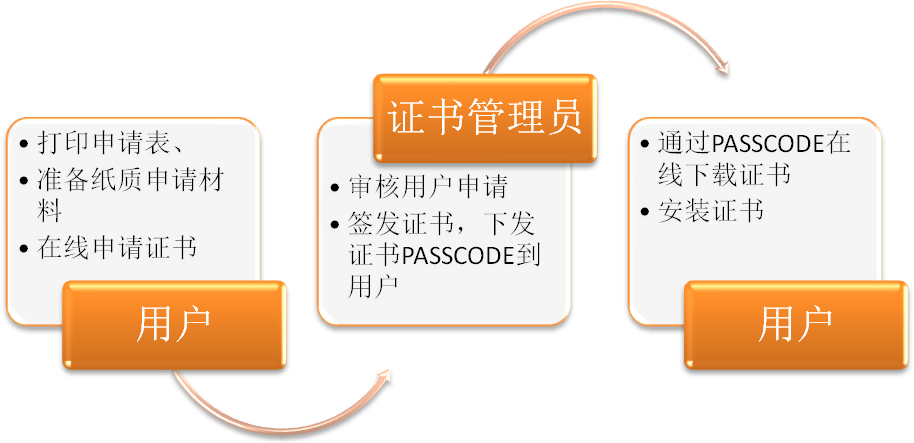 • 打印申请表、
• 准备纸质申请材
料
• 在线申请证书
用户
证书管理员
• 审核用户申请
• 签发证书，下发
证书PASSCODE到
用户
• 通过PASSCODE在
线下载证书
• 安装证书
用户